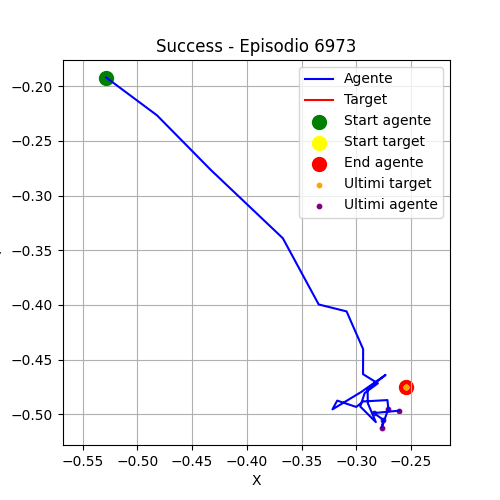 Success - Episodio 6973
Agente
Target
Start agente
Start target
End agente
Ultimi target
Ultimi agente
−0.20
−0.25
−0.30
−0.35
−0.40
−0.45
−0.50
−0.55 −0.50 −0.45 −0.40 −0.35 −0.30 −0.25
X